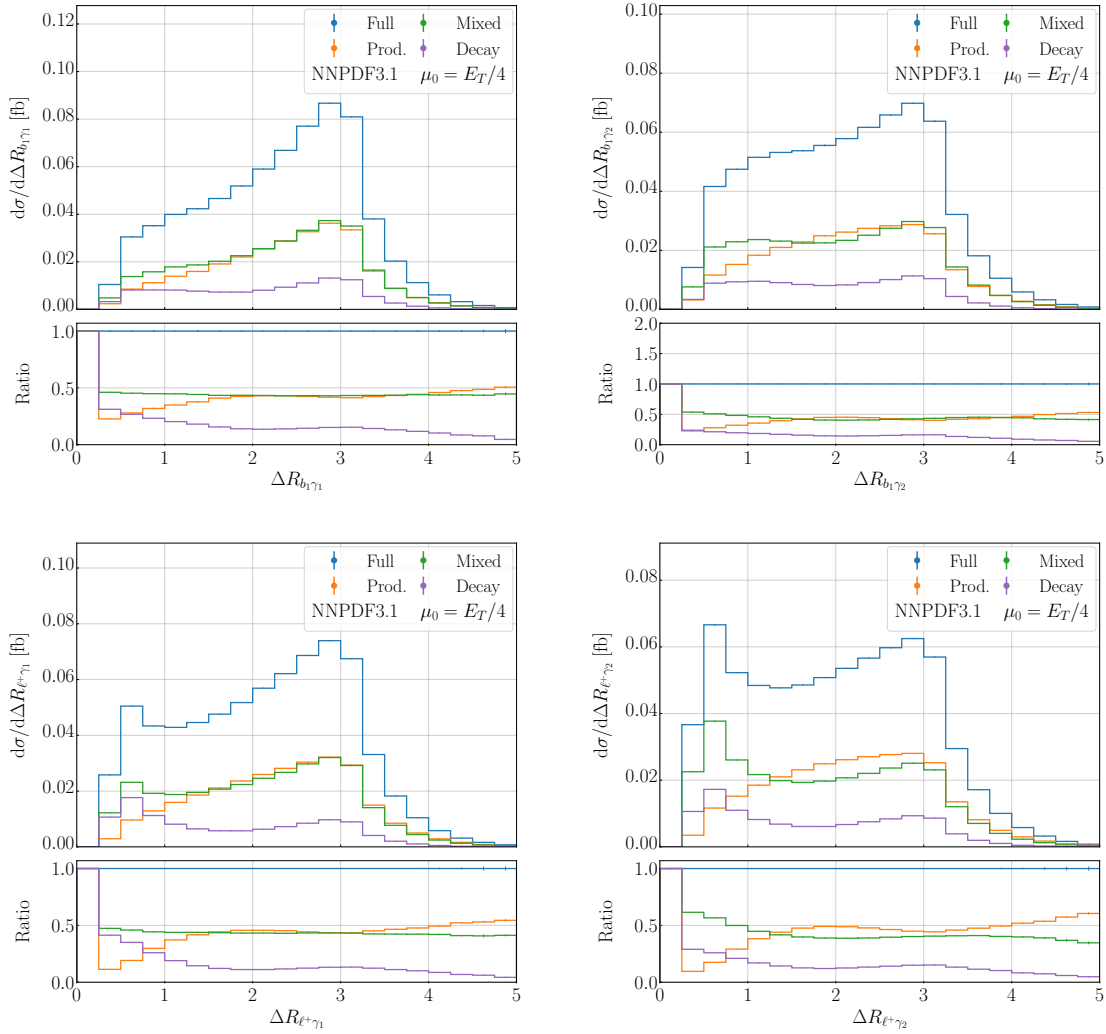 0.12
0.10
0.08
0.06
0.04
0.02
0.00
dσ/dΔR_{b₁γ₁} [fb]
Full Mixed
Prod. Decay
NNPDF3.1 μ₀ = E_T/4
1.0
0.5
0.0
Ratio
0 1 2 3 4 5
ΔR_{b₁γ₁}
0.10
0.08
0.06
0.04
0.02
0.00
dσ/dΔR_{b₁γ₂} [fb]
Full Mixed
Prod. Decay
NNPDF3.1 μ₀ = E_T/4
2.0
1.5
1.0
0.5
0.0
Ratio
0 1 2 3 4 5
ΔR_{b₁γ₂}
0.10
0.08
0.06
0.04
0.02
0.00
dσ/dΔR_{ℓ⁺γ₁} [fb]
Full Mixed
Prod. Decay
NNPDF3.1 μ₀ = E_T/4
1.0
0.5
0.0
Ratio
0 1 2 3 4 5
ΔR_{ℓ⁺γ₁}
0.08
0.06
0.04
0.02
0.00
dσ/dΔR_{ℓ⁺γ₂} [fb]
Full Mixed
Prod. Decay
NNPDF3.1 μ₀ = E_T/4
1.0
0.5
0.0
Ratio
0 1 2 3 4 5
ΔR_{ℓ⁺γ₂}